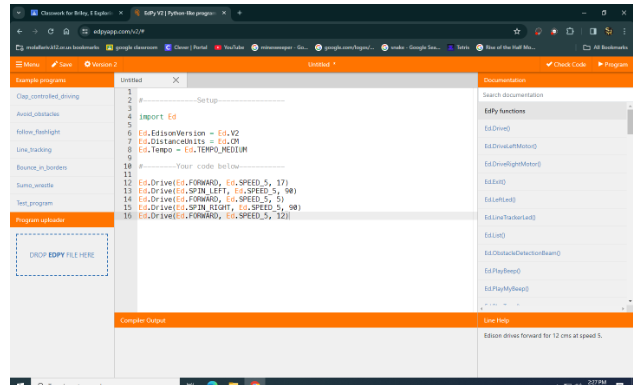 Classwork for Briley, E Explori
EdPy V2 | Python-like program
edpyapp.com/v2/#
google classroom
Clever | Portal
YouTube
minesweeper - Go...
google.com/logos/...
snake - Google Sea...
Tetris
Rise of the Half Mo...
All Bookmarks
Menu
Save
Version 2
Untitled *
Check Code
Program
Example programs
Clap_controlled_driving
Avoid_obstacles
Follow_flashlight
Line_tracking
Bounce_in_borders
Sumo_wrestle
Test_program
Program uploader
DROP EDPY FILE HERE
Untitled
1
2 #-------------Setup----------------
3
4 import Ed
5
6 Ed.EdisonVersion = Ed.V2
7 Ed.DistanceUnits = Ed.CM
8 Ed.Tempo = Ed.TEMPO_MEDIUM
9
10 #--------Your code below-----------
11
12 Ed.Drive(Ed.FORWARD, Ed.SPEED_5, 17)
13 Ed.Drive(Ed.SPIN_LEFT, Ed.SPEED_5, 90)
14 Ed.Drive(Ed.FORWARD, Ed.SPEED_5, 5)
15 Ed.Drive(Ed.SPIN_RIGHT, Ed.SPEED_5, 90)
16 Ed.Drive(Ed.FORWARD, Ed.SPEED_5, 12)
Compiler Output
Documentation
Search documentation
EdPy functions
Ed.Drive()
Ed.DriveLeftMotor()
Ed.DriveRightMotor()
Ed.Exit()
Ed.LeftLed()
Ed.LineTrackerLed()
Ed.List()
Ed.ObstacleDetectionBeam()
Ed.PlayBeep()
Ed.PlayMyBeep()
Line Help
Edison drives forward for 12 cms at speed 5.
2:27 PM